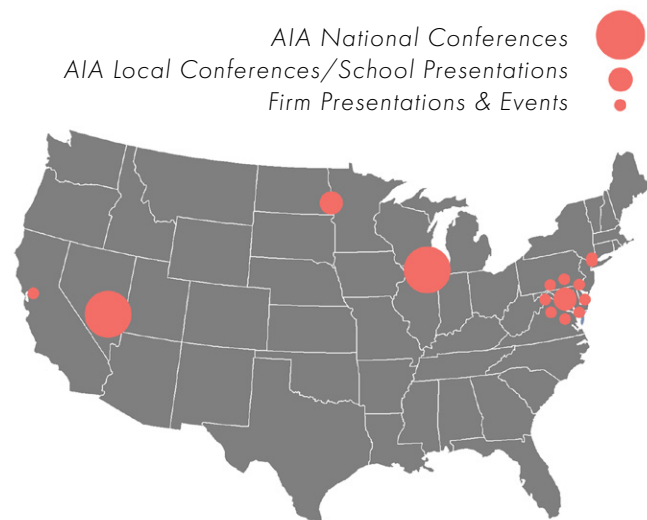 AIA National Conferences
AIA Local Conferences/School Presentations
Firm Presentations & Events